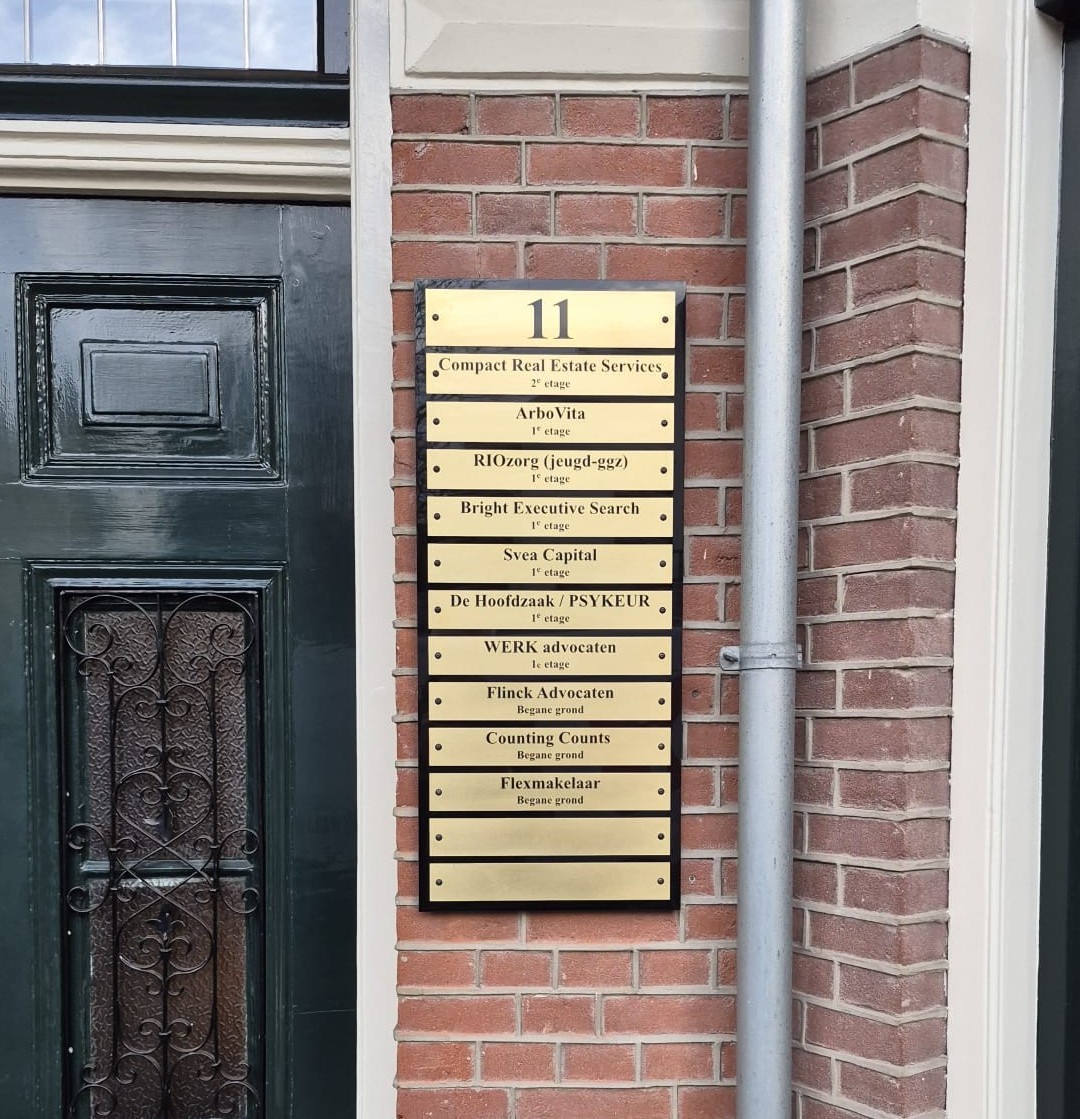 11
Compact Real Estate Services
2e etage
ArboVita
1e etage
RIOzorg (jeugd-ggz)
1e etage
Bright Executive Search
1e etage
Svea Capital
1e etage
De Hoofdzaak / PSYKEUR
1e etage
WERK advocaten
1e etage
Flinck Advocaten
Begane grond
Counting Counts
Begane grond
Flexmakelaar
Begane grond